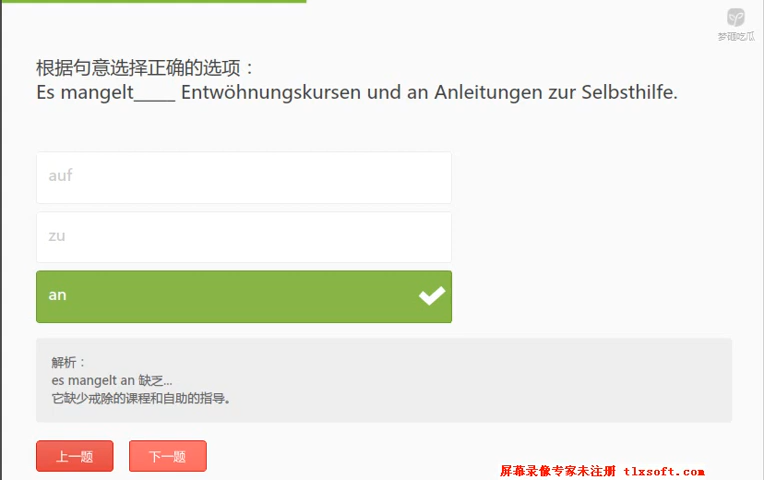 梦砸吃瓜
根据句意选择正确的选项：
Es mangelt____ Entwöhnungskursen und an Anleitungen zur Selbsthilfe.
auf
zu
an
解析：
es mangelt an 缺乏...
它缺少戒除的课程和自助的指导。
上一题
下一题
屏幕录像专家未注册 tlxsoft.com